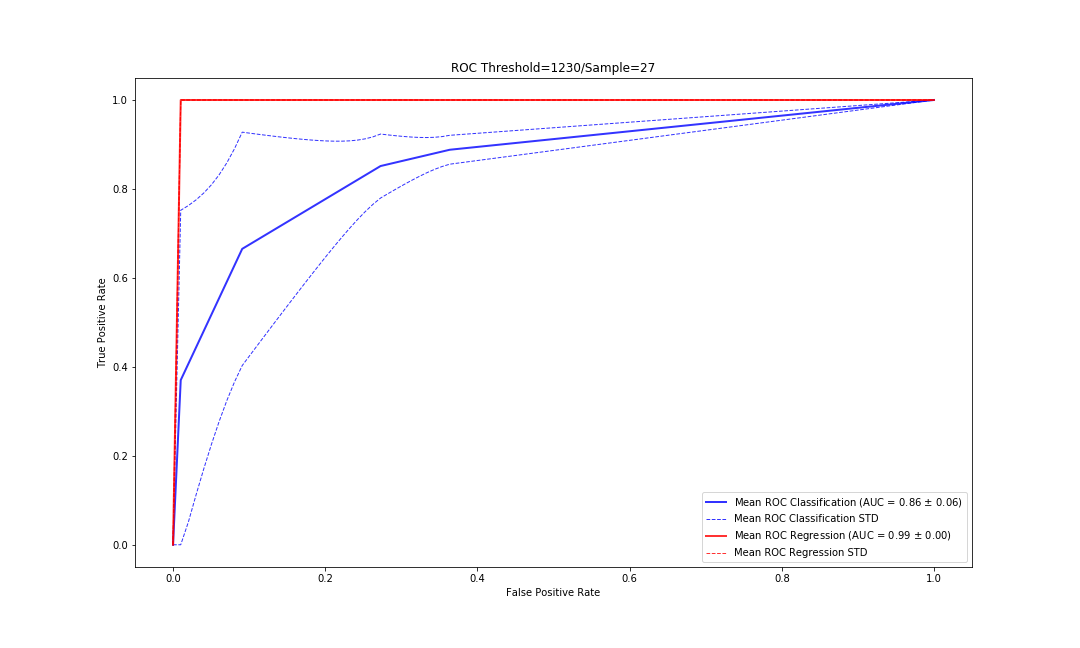 ROC Threshold=1230/Sample=27
True Positive Rate
1.0
0.8
0.6
0.4
0.2
0.0
Mean ROC Classification (AUC = 0.86 ± 0.06)
Mean ROC Classification STD
Mean ROC Regression (AUC = 0.99 ± 0.00)
Mean ROC Regression STD
0.0 0.2 0.4 0.6 0.8 1.0
False Positive Rate